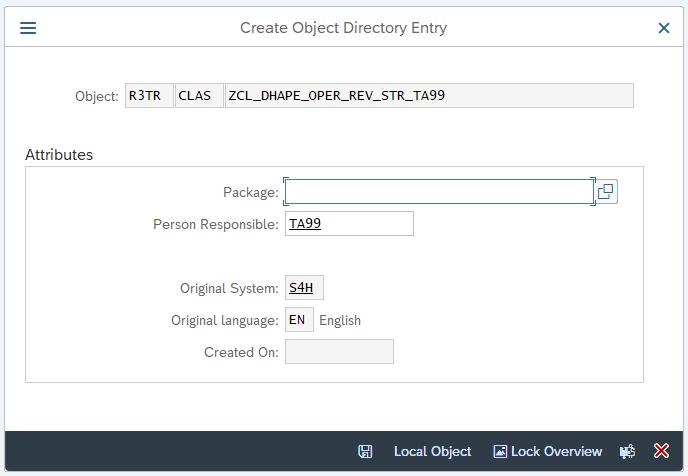 Create Object Directory Entry
Object: R3TR CLAS ZCL_DHAPE_OPER_REV_STR_TA99
Attributes
Package:
Person Responsible: TA99
Original System: S4H
Original language: EN English
Created On:
Local Object Lock Overview